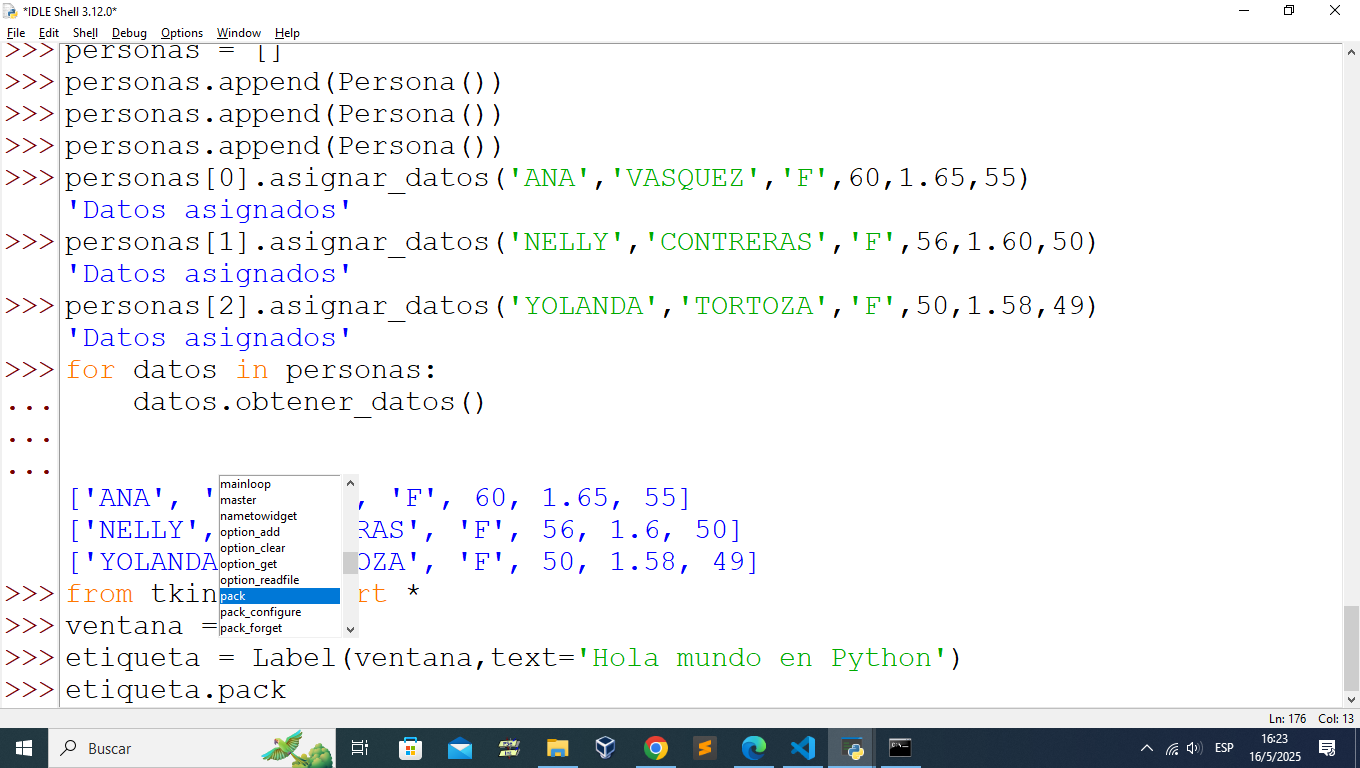 *IDLE Shell 3.12.0*
File Edit Shell Debug Options Window Help
>>> personas = []
>>> personas.append(Persona())
>>> personas.append(Persona())
>>> personas.append(Persona())
>>> personas[0].asignar_datos('ANA','VASQUEZ','F',60,1.65,55)
'Datos asignados'
>>> personas[1].asignar_datos('NELLY','CONTRERAS','F',56,1.60,50)
'Datos asignados'
>>> personas[2].asignar_datos('YOLANDA','TORTOZA','F',50,1.58,49)
'Datos asignados'
>>> for datos in personas:
... datos.obtener_datos()
...
...
['ANA', ' , 'F', 60, 1.65, 55]
['NELLY', RAS', 'F', 56, 1.6, 50]
['YOLANDA OZA', 'F', 50, 1.58, 49]
>>> from tkin rt *
>>> ventana =
>>> etiqueta = Label(ventana,text='Hola mundo en Python')
>>> etiqueta.pack
mainloop
master
nametowidget
option_add
option_clear
option_get
option_readfile
pack
pack_configure
pack_forget
Ln: 176 Col: 13
Buscar
ESP
16:23
16/5/2025